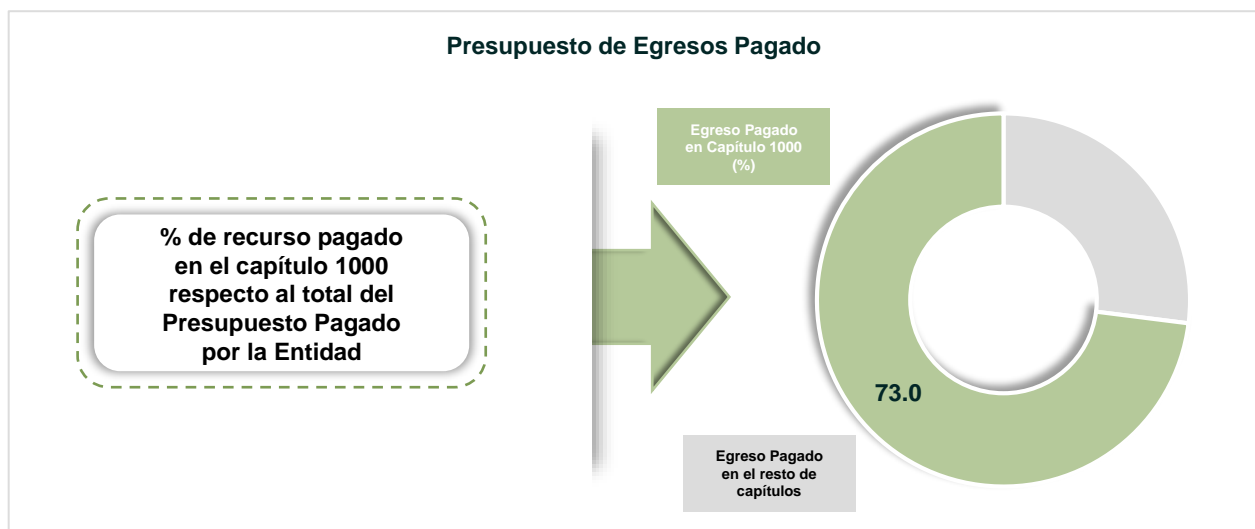 Presupuesto de Egresos Pagado
Egreso Pagado
en Capítulo 1000
(%)
% de recurso pagado
en el capítulo 1000
respecto al total del
Presupuesto Pagado
por la Entidad
73.0
Egreso Pagado
en el resto de
capítulos